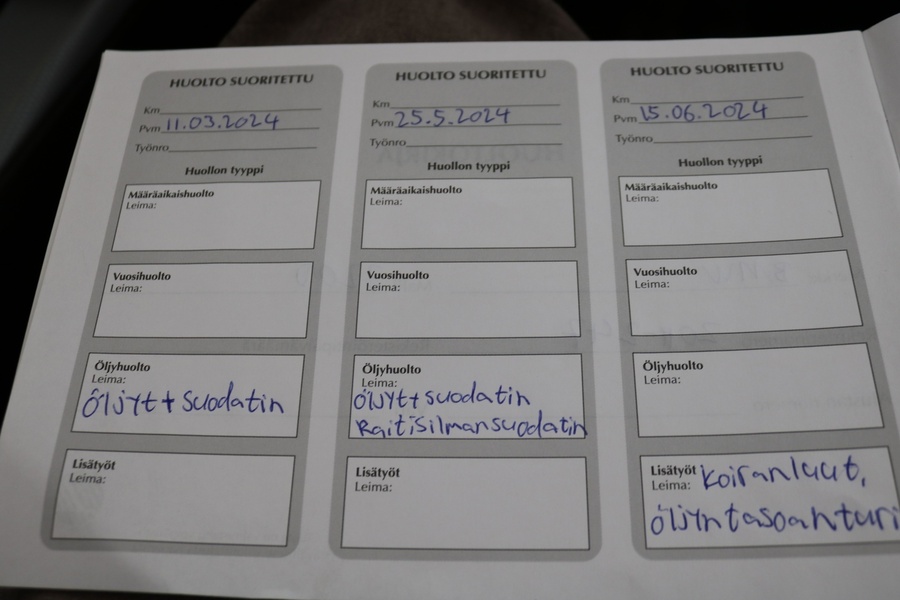 HUOLTO SUORITETTU
Km
Pvm 11.03.2024
Työnro
Huollon tyyppi
Määräaikaishuolto
Leima:
Vuosihuolto
Leima:
Öljyhuolto
Leima:
Öljyt + suodatin
Lisätyöt
Leima:
HUOLTO SUORITETTU
Km
Pvm 25.5.2024
Työnro
Huollon tyyppi
Määräaikaishuolto
Leima:
Vuosihuolto
Leima:
Öljyhuolto
Leima:
Öljyt + suodatin
Raitisilmansuodatin
Lisätyöt
Leima:
HUOLTO SUORITETTU
Km
Pvm 15.06.2024
Työnro
Huollon tyyppi
Määräaikaishuolto
Leima:
Vuosihuolto
Leima:
Öljyhuolto
Leima:
Lisätyöt
Leima: Koiranluut,
öljyntasoanturi